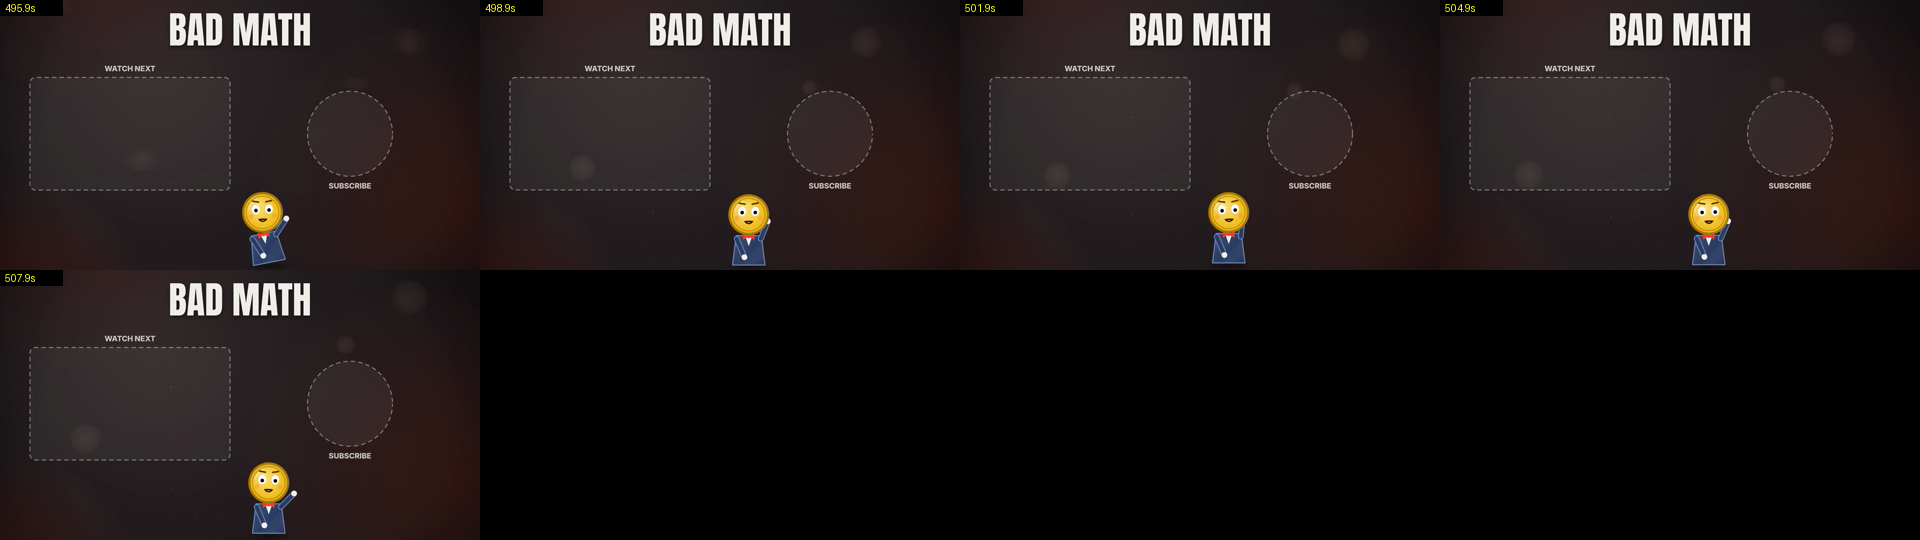 495.9s
BAD MATH
WATCH NEXT
SUBSCRIBE
498.9s
BAD MATH
WATCH NEXT
SUBSCRIBE
501.9s
BAD MATH
WATCH NEXT
SUBSCRIBE
504.9s
BAD MATH
WATCH NEXT
SUBSCRIBE
507.9s
BAD MATH
WATCH NEXT
SUBSCRIBE